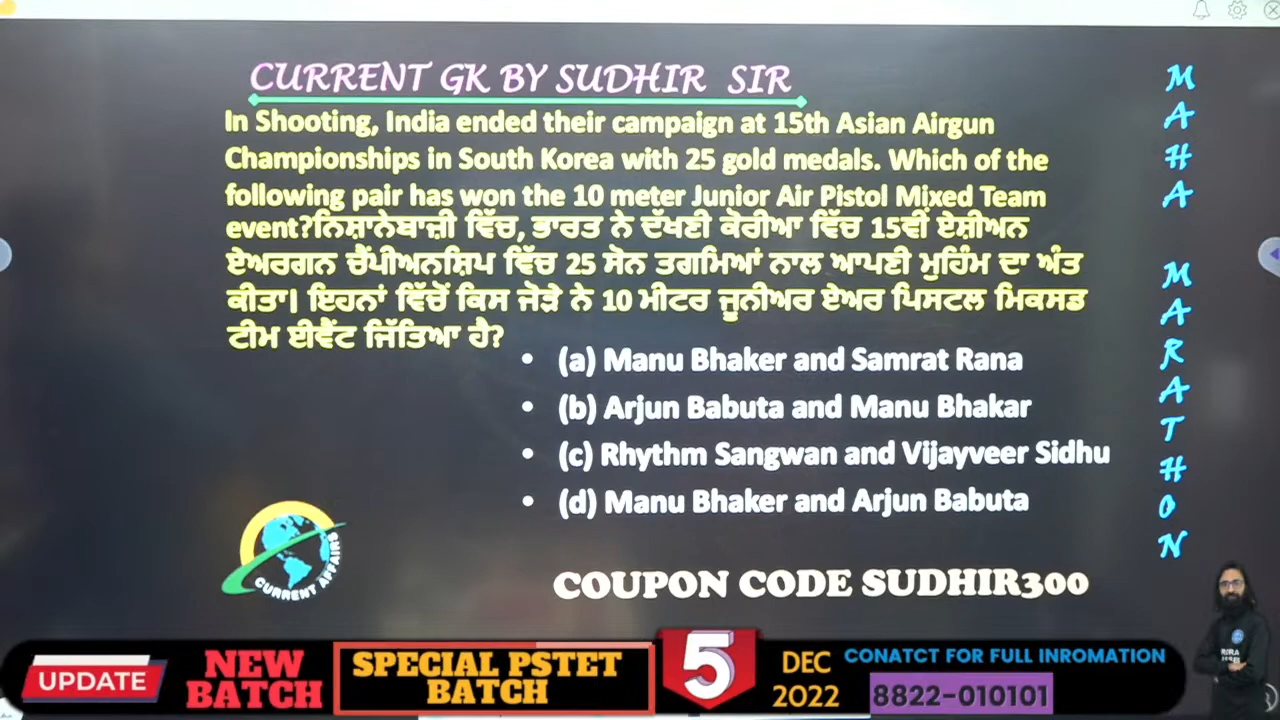 CURRENT GK BY SUDHIR SIR
In Shooting, India ended their campaign at 15th Asian Airgun
Championships in South Korea with 25 gold medals. Which of the
following pair has won the 10 meter Junior Air Pistol Mixed Team
event?ਨਿਸ਼ਾਨੇਬਾਜ਼ੀ ਵਿੱਚ, ਭਾਰਤ ਨੇ ਦੱਖਣੀ ਕੋਰੀਆ ਵਿੱਚ 15ਵੀਂ ਏਸ਼ੀਅਨ
ਏਅਰਗਨ ਚੈਂਪੀਅਨਸ਼ਿਪ ਵਿੱਚ 25 ਸੋਨ ਤਗਮਿਆਂ ਨਾਲ ਆਪਣੀ ਮੁਹਿੰਮ ਦਾ ਅੰਤ
ਕੀਤਾ। ਇਹਨਾਂ ਵਿੱਚੋਂ ਕਿਸ ਜੋੜੇ ਨੇ 10 ਮੀਟਰ ਜੂਨੀਅਰ ਏਅਰ ਪਿਸਟਲ ਮਿਕਸਡ
ਟੀਮ ਈਵੈਂਟ ਜਿੱਤਿਆ ਹੈ?
• (a) Manu Bhaker and Samrat Rana
• (b) Arjun Babuta and Manu Bhakar
• (c) Rhythm Sangwan and Vijayveer Sidhu
• (d) Manu Bhaker and Arjun Babuta
MAHA MARATHON
CURRENT AFFAIRS
COUPON CODE SUDHIR300
UPDATE
NEW
BATCH
SPECIAL PSTET
BATCH
5
DEC
2022
CONATCT FOR FULL INROMATION
8822-010101